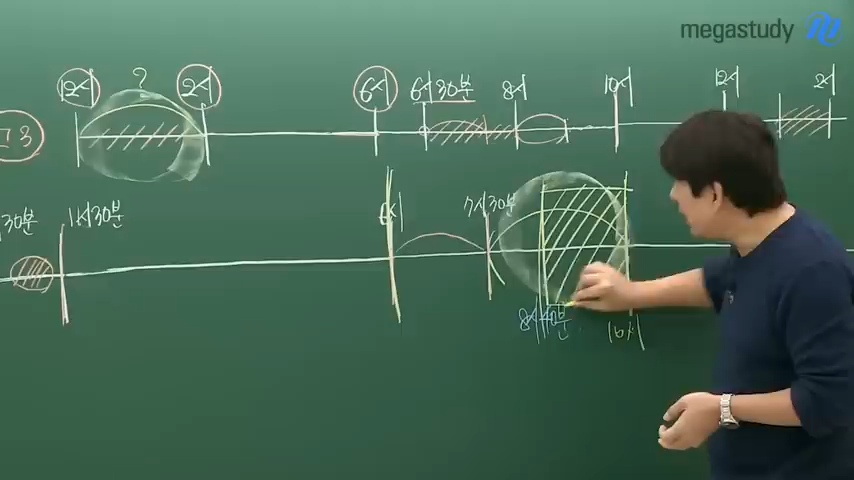 megastudy
12시 ? 2시 6시 6시30분 8시 10시 12시 2시
고3
30분 1시30분 6시 7시30분
8시40분 10시